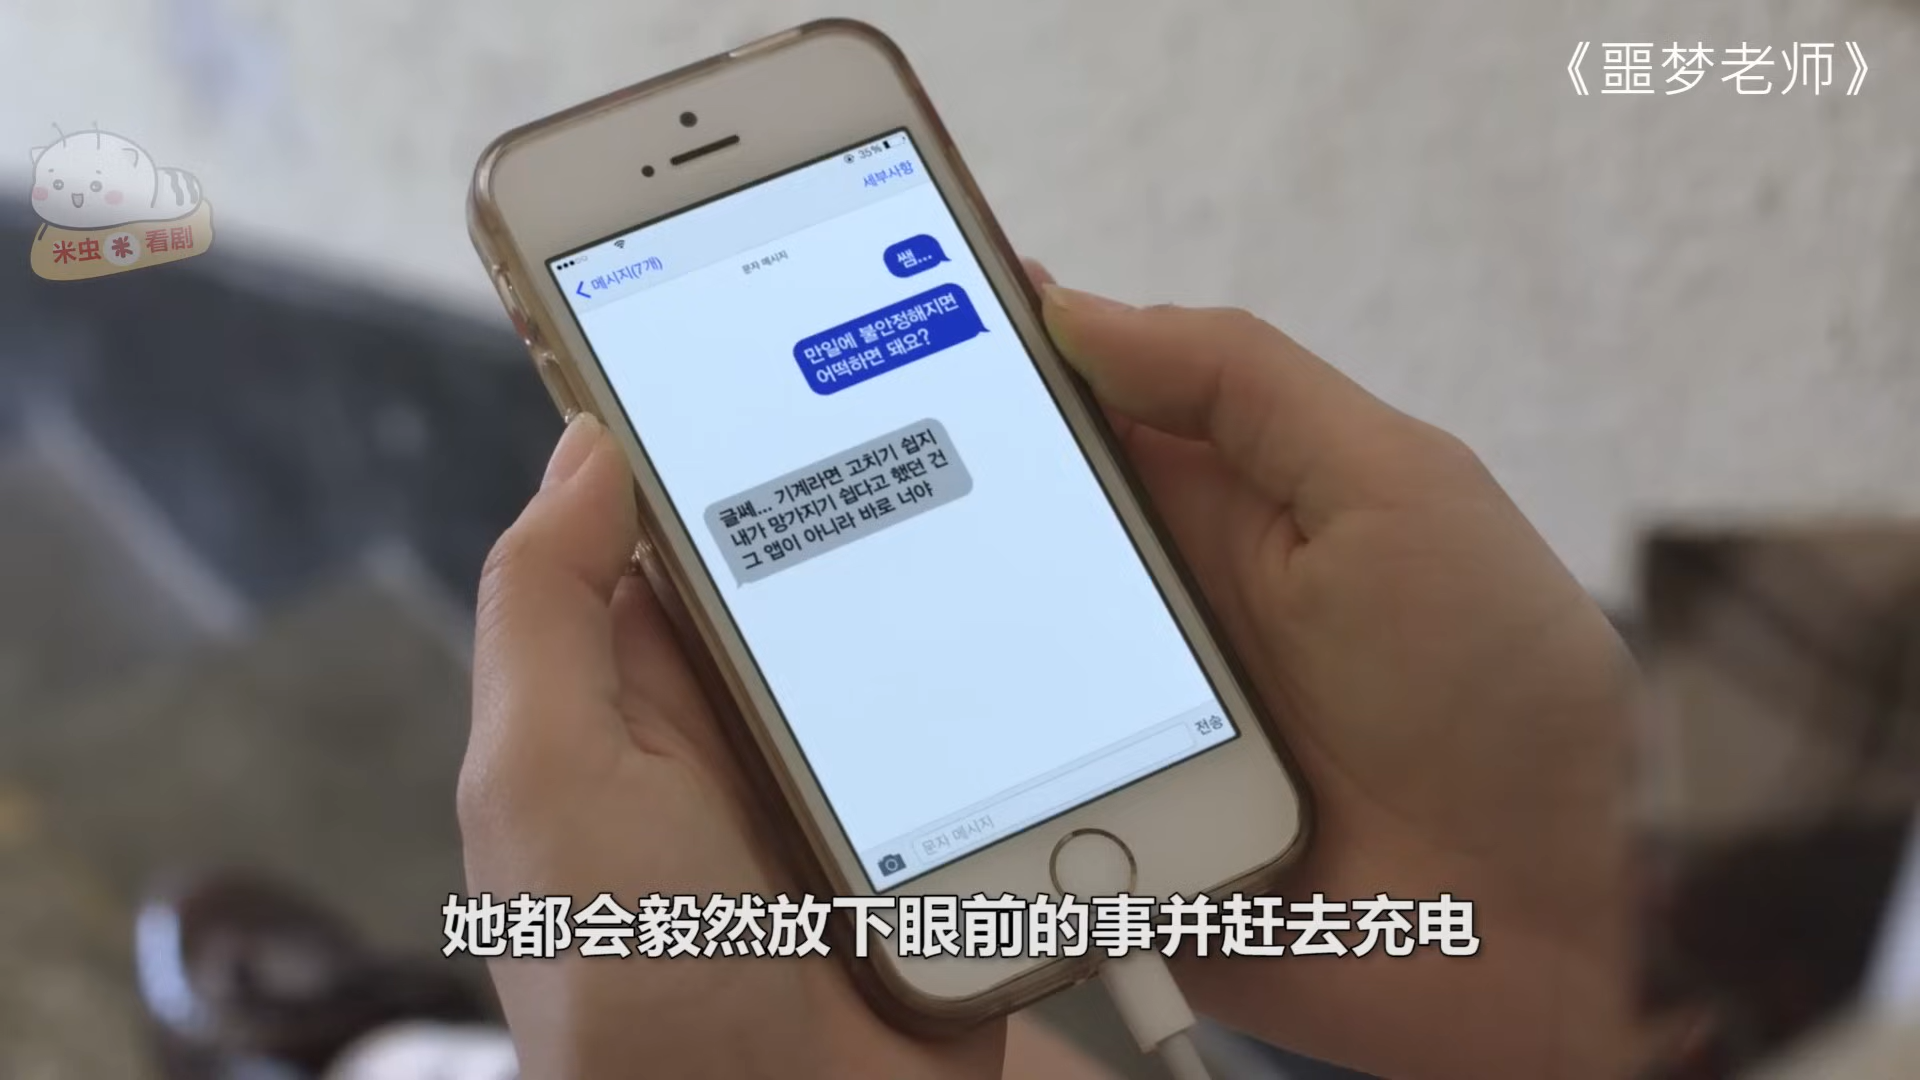 《噩梦老师》
米虫米看剧
35%
메시지(7개)
세부사항
문자 메시지
쌤...
만일에 불안정해지면
어떡하면 돼요?
글쎄... 기계라면 고치기 쉽지
내가 망가지기 쉽다고 했던 건
그 앱이 아니라 바로 너야
문자 메시지
전송
她都会毅然放下眼前的事并赶去充电